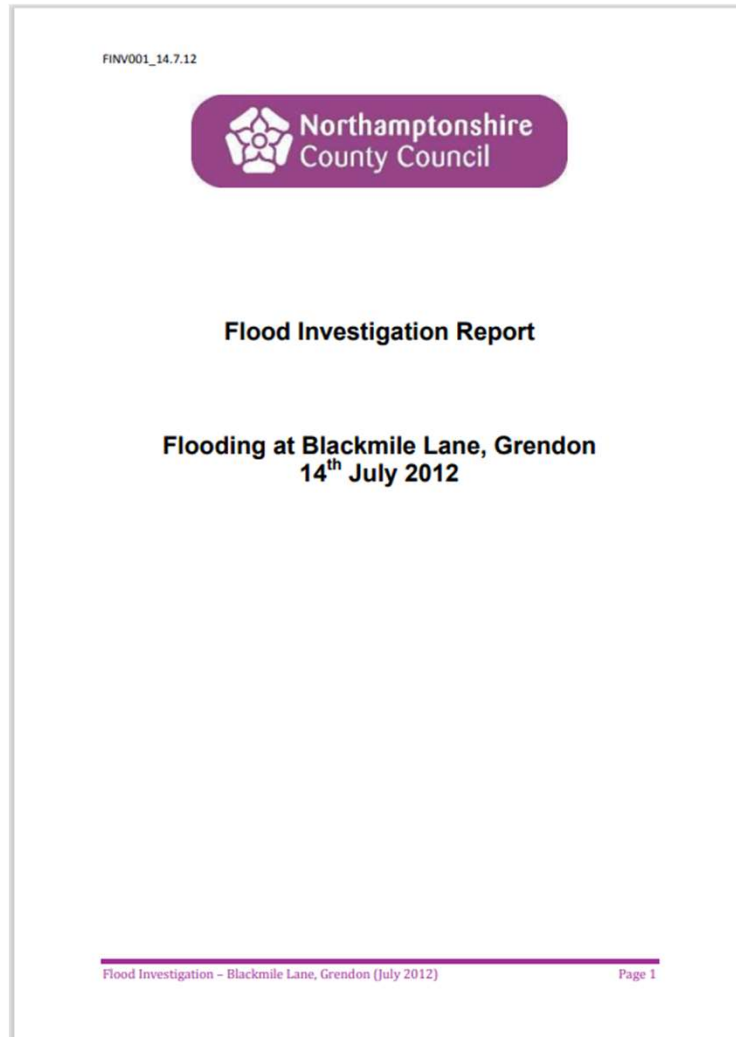 FINV001_14.7.12
Northamptonshire
County Council
Flood Investigation Report
Flooding at Blackmile Lane, Grendon
14th July 2012
Flood Investigation – Blackmile Lane, Grendon (July 2012) Page 1